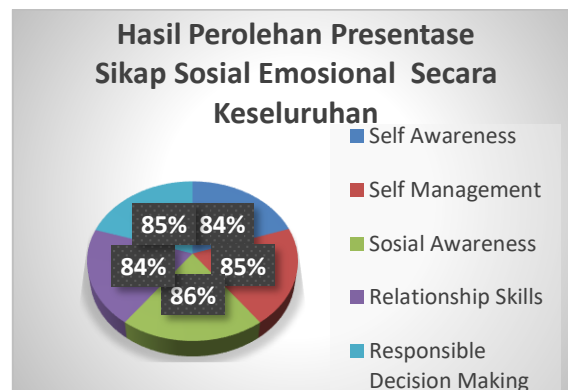 Hasil Perolehan Presentase
Sikap Sosial Emosional Secara
Keseluruhan
Self Awareness
Self Management
Sosial Awareness
Relationship Skills
Responsible
Decision Making
85%
84%
84%
85%
86%